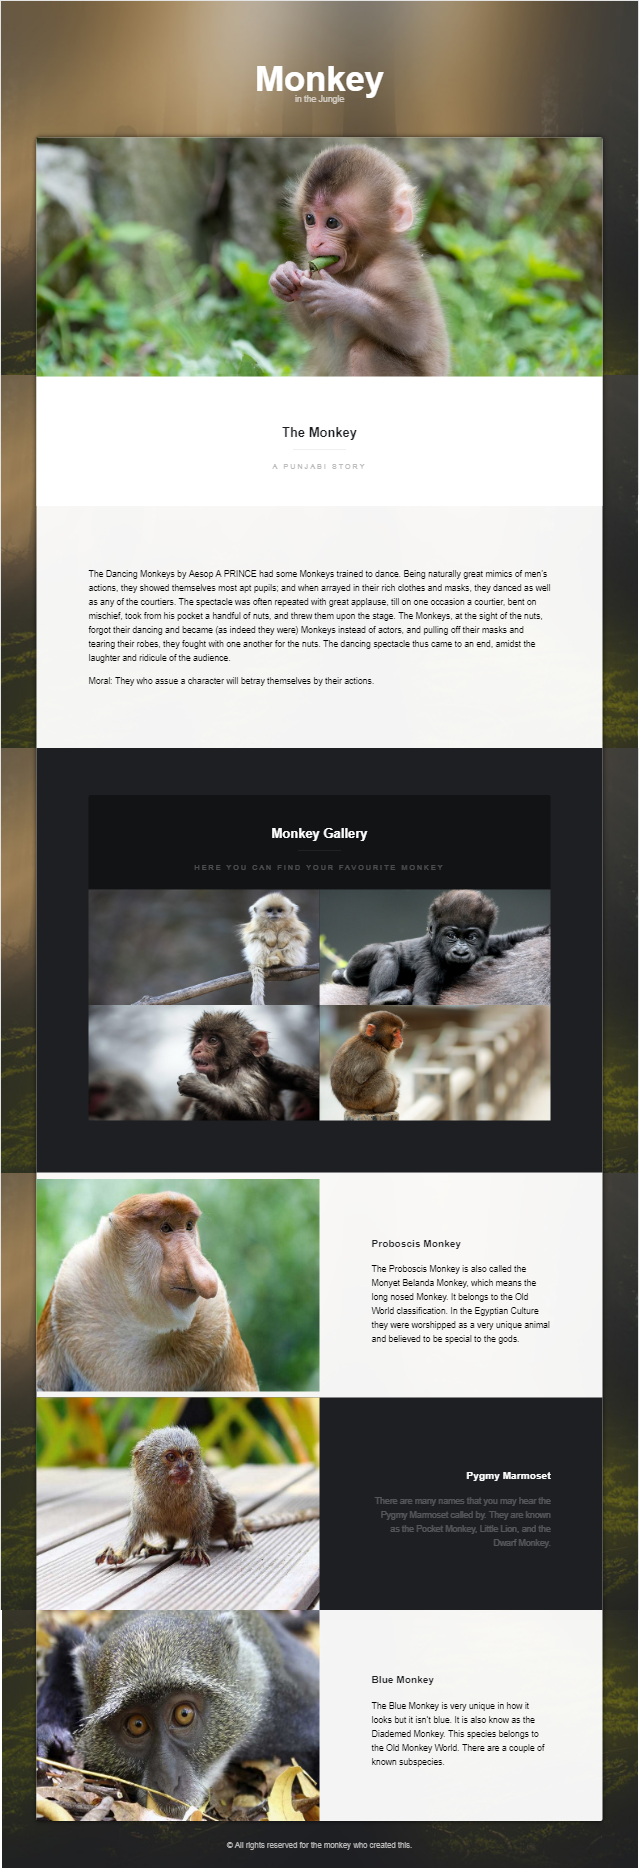 Monkey
in the Jungle
The Monkey
A PUNJABI STORY
The Dancing Monkeys by Aesop A PRINCE had some Monkeys trained to dance. Being naturally great mimics of men's
actions, they showed themselves most apt pupils; and when arrayed in their rich clothes and masks, they danced as well
as any of the courtiers. The spectacle was often repeated with great applause, till on one occasion a courtier, bent on
mischief, took from his pocket a handful of nuts, and threw them upon the stage. The Monkeys, at the sight of the nuts,
forgot their dancing and became (as indeed they were) Monkeys instead of actors, and pulling off their masks and
tearing their robes, they fought with one another for the nuts. The dancing spectacle thus came to an end, amidst the
laughter and ridicule of the audience.
Moral: They who assue a character will betray themselves by their actions.
Monkey Gallery
HERE YOU CAN FIND YOUR FAVOURITE MONKEY
Proboscis Monkey
The Proboscis Monkey is also called the
Monyet Belanda Monkey, which means the
long nosed Monkey. It belongs to the Old
World classification. In the Egyptian Culture
they were worshipped as a very unique animal
and believed to be special to the gods.
Pygmy Marmoset
There are many names that you may hear the
Pygmy Marmoset called by. They are known
as the Pocket Monkey, Little Lion, and the
Dwarf Monkey.
Blue Monkey
The Blue Monkey is very unique in how it
looks but it isn't blue. It is also know as the
Diademed Monkey. This species belongs to
the Old Monkey World. There are a couple of
known subspecies.
© All rights reserved for the monkey who created this.